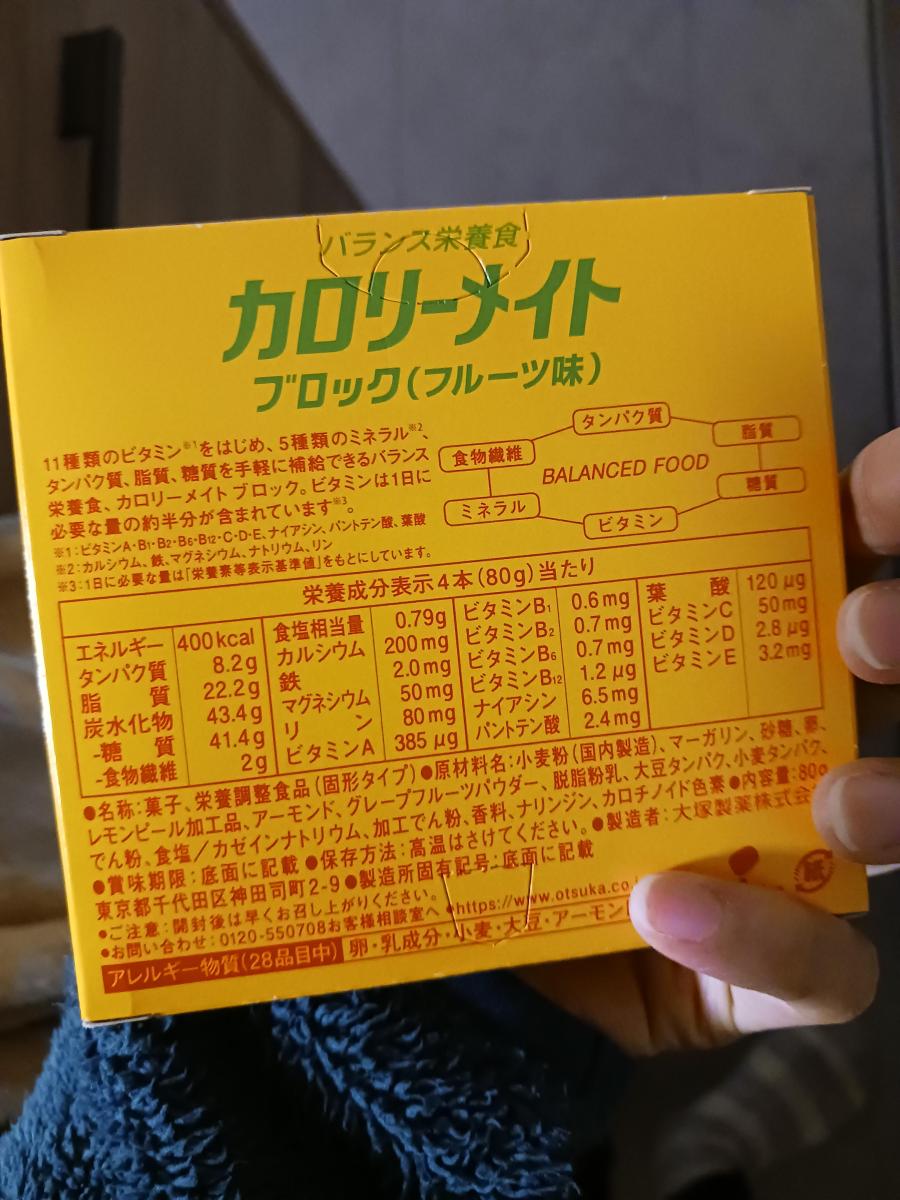 バランス栄養食
カロリーメイト
ブロック(フルーツ味)
11種類のビタミン※1をはじめ、5種類のミネラル※2、
タンパク質、脂質、糖質を手軽に補給できるバランス
栄養食、カロリーメイト ブロック。ビタミンは1日に
必要な量の約半分が含まれています※3。
※1:ビタミンA・B1・B2・B6・B12・C・D・E、ナイアシン、パントテン酸、葉酸
※2:カルシウム、鉄、マグネシウム、ナトリウム、リン
※3:1日に必要な量は「栄養素等表示基準値」をもとにしています。
タンパク質
脂質
食物繊維
BALANCED FOOD
糖質
ミネラル
ビタミン
栄養成分表示4本(80g)当たり
エネルギー 400kcal
タンパク質 8.2g
脂質 22.2g
炭水化物 43.4g
-糖質 41.4g
-食物繊維 2g
食塩相当量 0.79g
カルシウム 200mg
鉄 2.0mg
マグネシウム 50mg
リン 80mg
ビタミンA 385μg
ビタミンB1 0.6mg
ビタミンB2 0.7mg
ビタミンB6 0.7mg
ビタミンB12 1.2μg
ナイアシン 6.5mg
パントテン酸 2.4mg
葉酸 120μg
ビタミンC 50mg
ビタミンD 2.8μg
ビタミンE 3.2mg
●名称:菓子、栄養調整食品(固形タイプ)●原材料名:小麦粉(国内製造)、マーガリン、砂糖、卵、
レモンピール加工品、アーモンド、グレープフルーツパウダー、脱脂粉乳、大豆タンパク、小麦タンパク、
でん粉、食塩/カゼインナトリウム、加工でん粉、香料、ナリンジン、カロチノイド色素●内容量:80g
●賞味期限:底面に記載●保存方法:高温はさけてください。●製造者:大塚製薬株式会
東京都千代田区神田司町2-9●製造所固有記号:底面に記載
●ご注意:開封後は早くお召し上がりください。
●お問い合わせ:0120-550708お客様相談室へ ●https://www.otsuka.co.
アレルギー物質(28品目中) 卵・乳成分・小麦・大豆・アーモン
紙